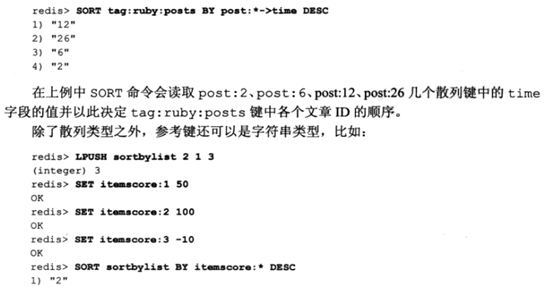 redis> SORT tag:ruby:posts BY post:*->time DESC
1) "12"
2) "26"
3) "6"
4) "2"
在上例中 SORT 命令会读取 post:2、post:6、post:12、post:26 几个散列键中的 time
字段的值并以此决定 tag:ruby:posts 键中各个文章 ID 的顺序。
除了散列类型之外，参考键还可以是字符串类型，比如：
redis> LPUSH sortbylist 2 1 3
(integer) 3
redis> SET itemscore:1 50
OK
redis> SET itemscore:2 100
OK
redis> SET itemscore:3 -10
OK
redis> SORT sortbylist BY itemscore:* DESC
1) "2"